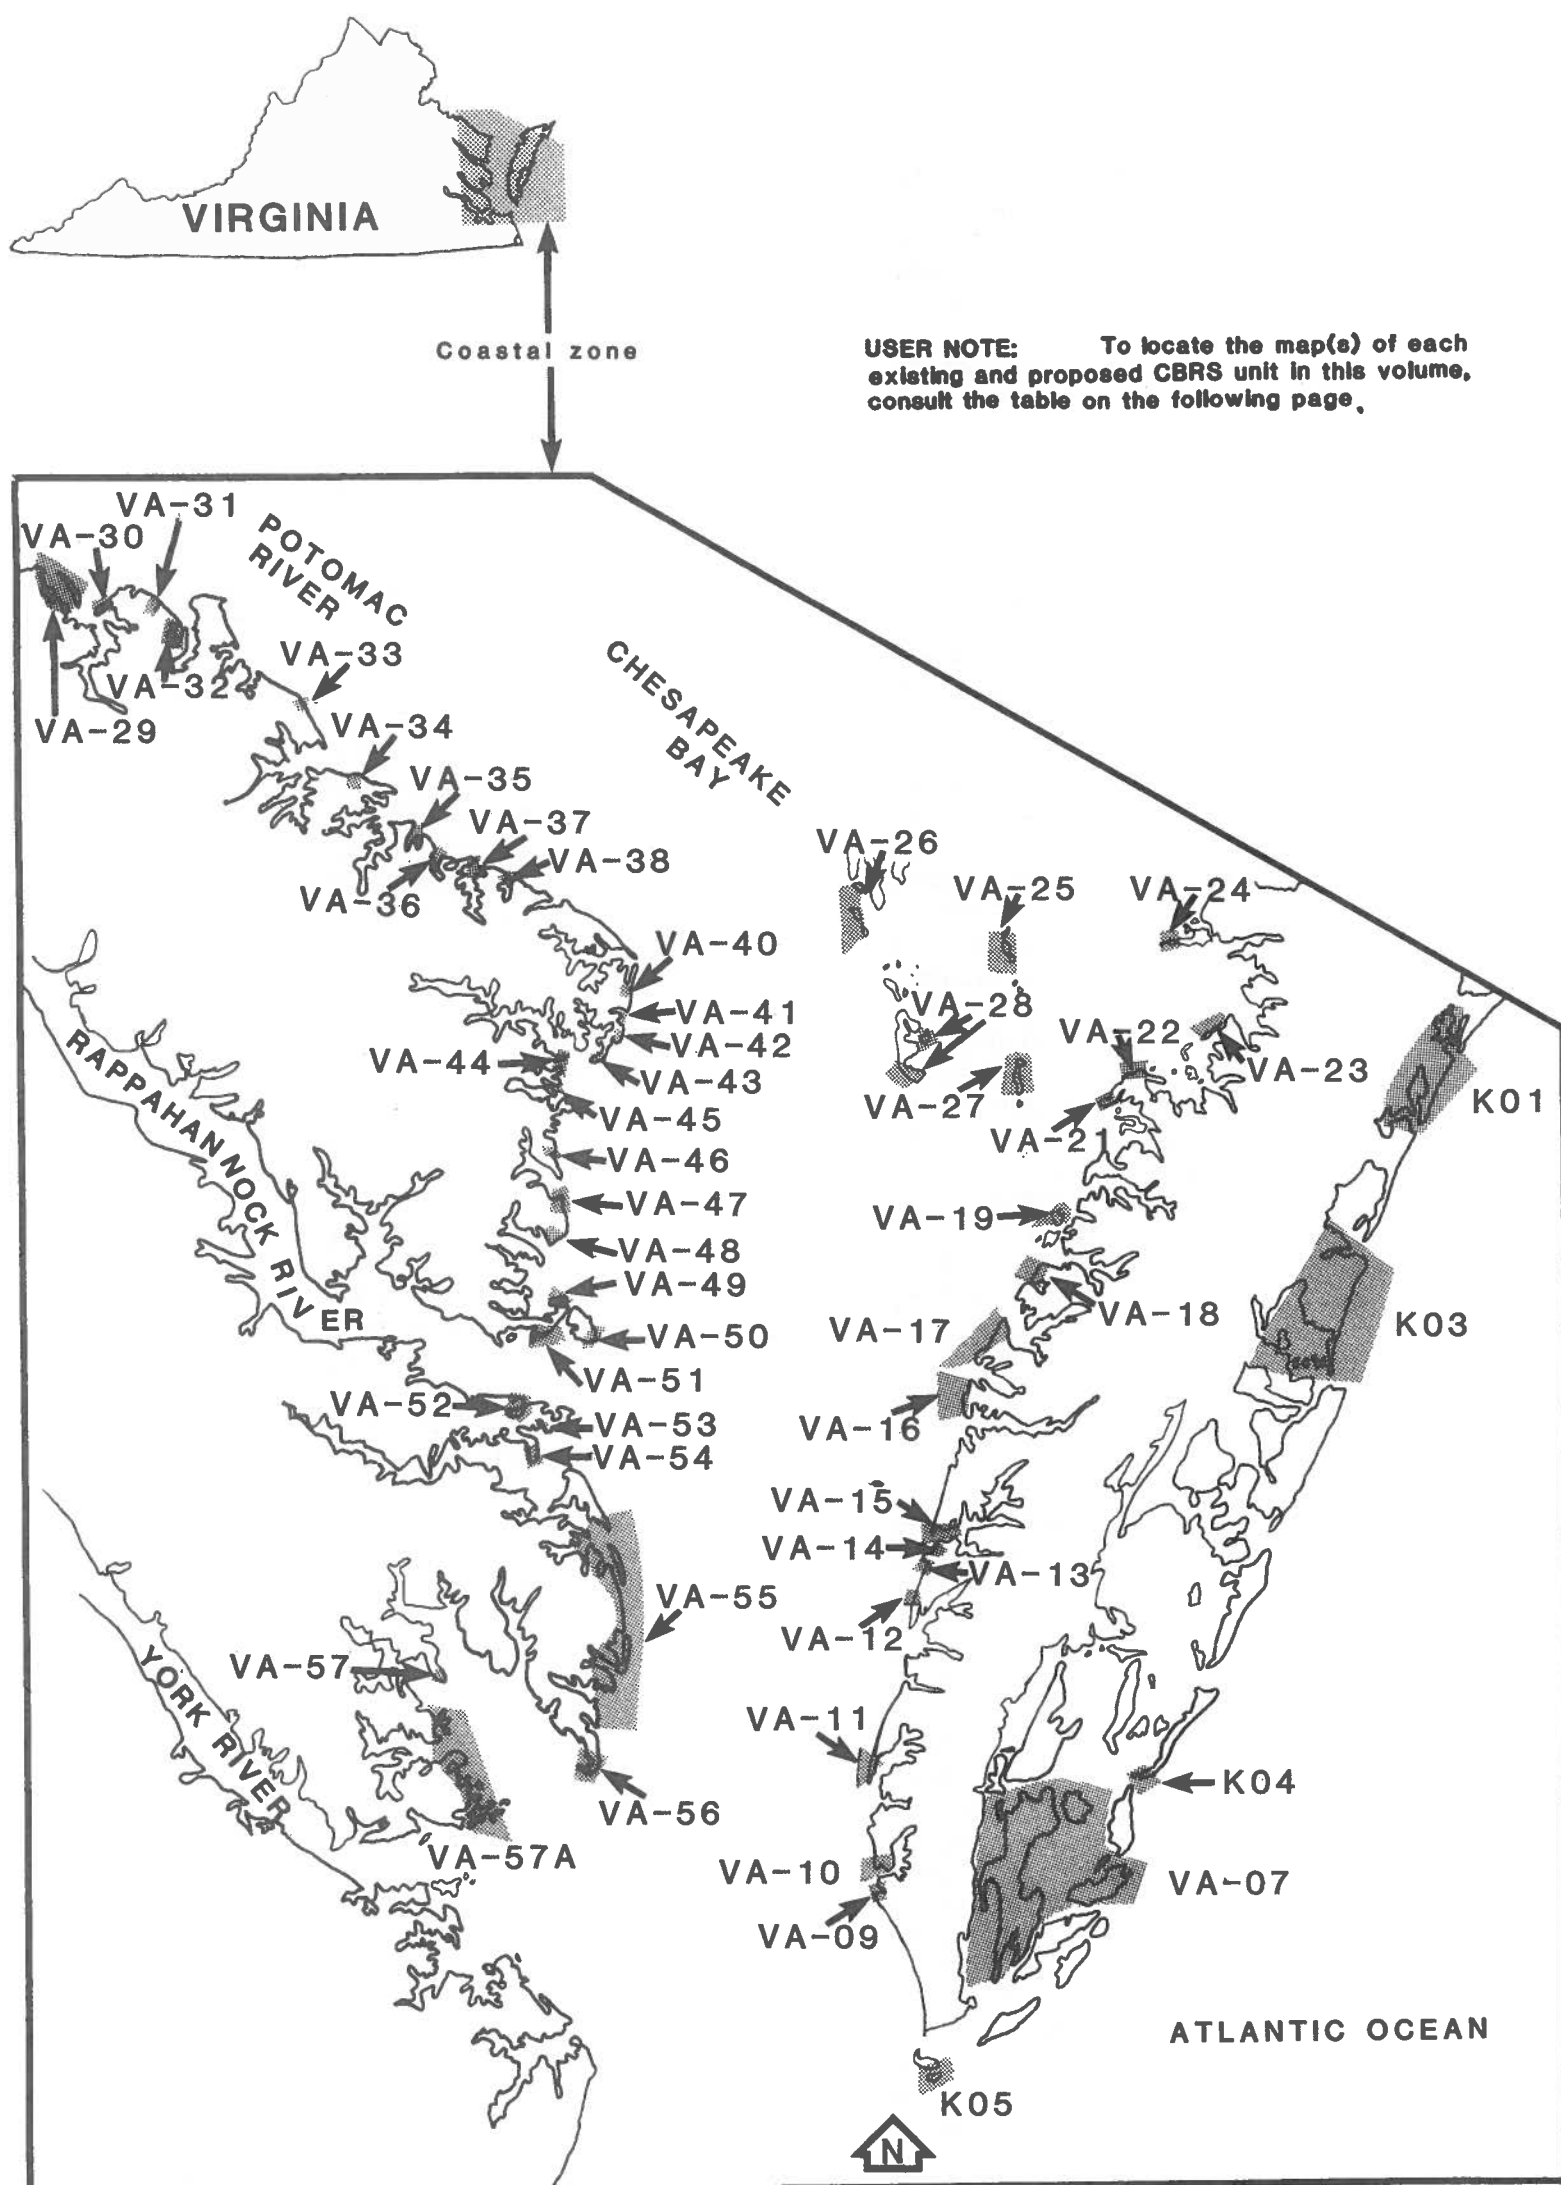 VIRGINIA
Coastal zone
USER NOTE: To locate the map(s) of each
existing and proposed CBRS unit in this volume,
consult the table on the following page.
VA-31
VA-30
POTOMAC
RIVER
VA-33
VA-32
VA-29
VA-34
CHESAPEAKE
BAY
VA-35
VA-37
VA-38
VA-36
VA-26
VA-25
VA-24
VA-40
VA-41
VA-42
VA-43
VA-44
VA-45
VA-28
VA-22
VA-23
VA-27
VA-21
K01
RAPPAHANNOCK RIVER
VA-46
VA-47
VA-48
VA-49
VA-50
VA-51
VA-19
VA-18
VA-17
K03
VA-52
VA-53
VA-54
VA-16
VA-15
VA-14
VA-13
VA-12
VA-55
VA-57
YORK RIVER
VA-11
VA-56
K04
VA-57A
VA-10
VA-07
VA-09
ATLANTIC OCEAN
K05
N